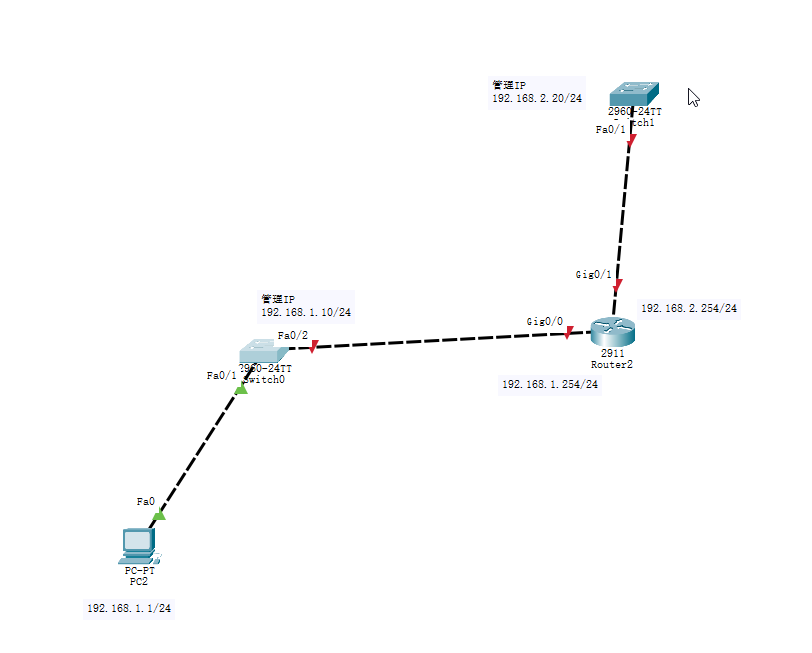 管理IP
192.168.2.20/24
2960-24TT
Fa0/1
Gig0/1
192.168.2.254/24
管理IP
192.168.1.10/24
Gig0/0
Fa0/2
2911
Router2
Fa0/1
Switch0
192.168.1.254/24
Fa0
PC-PT
PC2
192.168.1.1/24